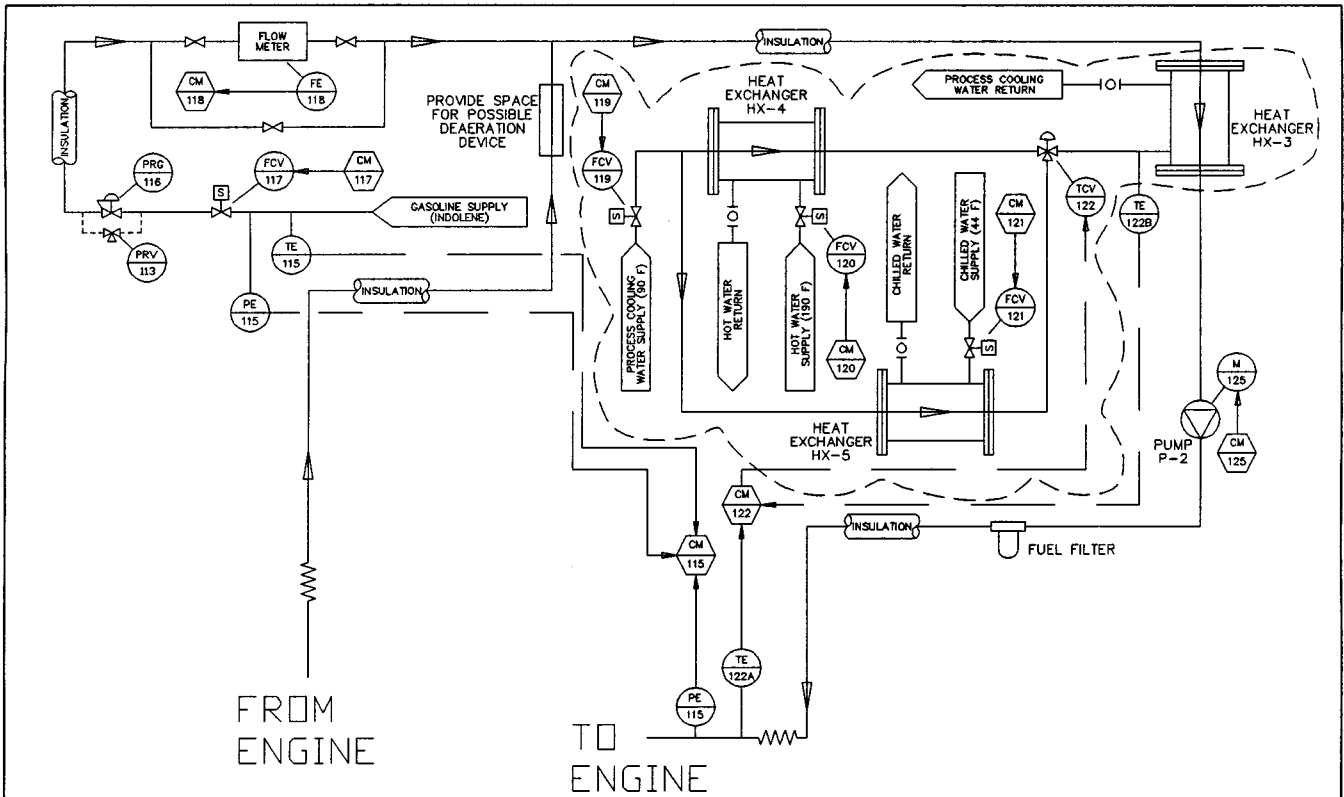 FLOW
METER
INSULATION
CM
118
FE
118
PROVIDE SPACE
FOR POSSIBLE
DEAERATION
DEVICE
INSULATION
PRG
116
FCV
117
CM
117
GASOLINE SUPPLY
(INDOLENE)
PRV
113
TE
115
PE
115
INSULATION
CM
119
FCV
119
HEAT
EXCHANGER
HX-4
PROCESS COOLING
WATER RETURN
HEAT
EXCHANGER
HX-3
PROCESS COOLING
WATER SUPPLY (90 F)
HOT WATER
RETURN
HOT WATER
SUPPLY (190 F)
FCV
120
CM
120
CHILLED WATER
RETURN
CHILLED WATER
SUPPLY (44 F)
CM
121
FCV
121
TCV
122
TE
122B
S
S
S
S
HEAT
EXCHANGER
HX-5
M
125
PUMP
P-2
CM
125
CM
122
INSULATION
FUEL FILTER
CM
115
TE
122A
PE
115
FROM
ENGINE
TO
ENGINE